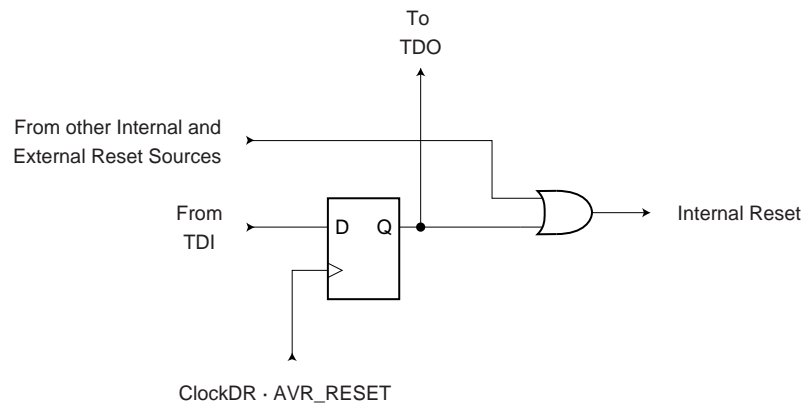 To
TDO
From other Internal and
External Reset Sources
From
TDI
D
Q
Internal Reset
ClockDR · AVR_RESET